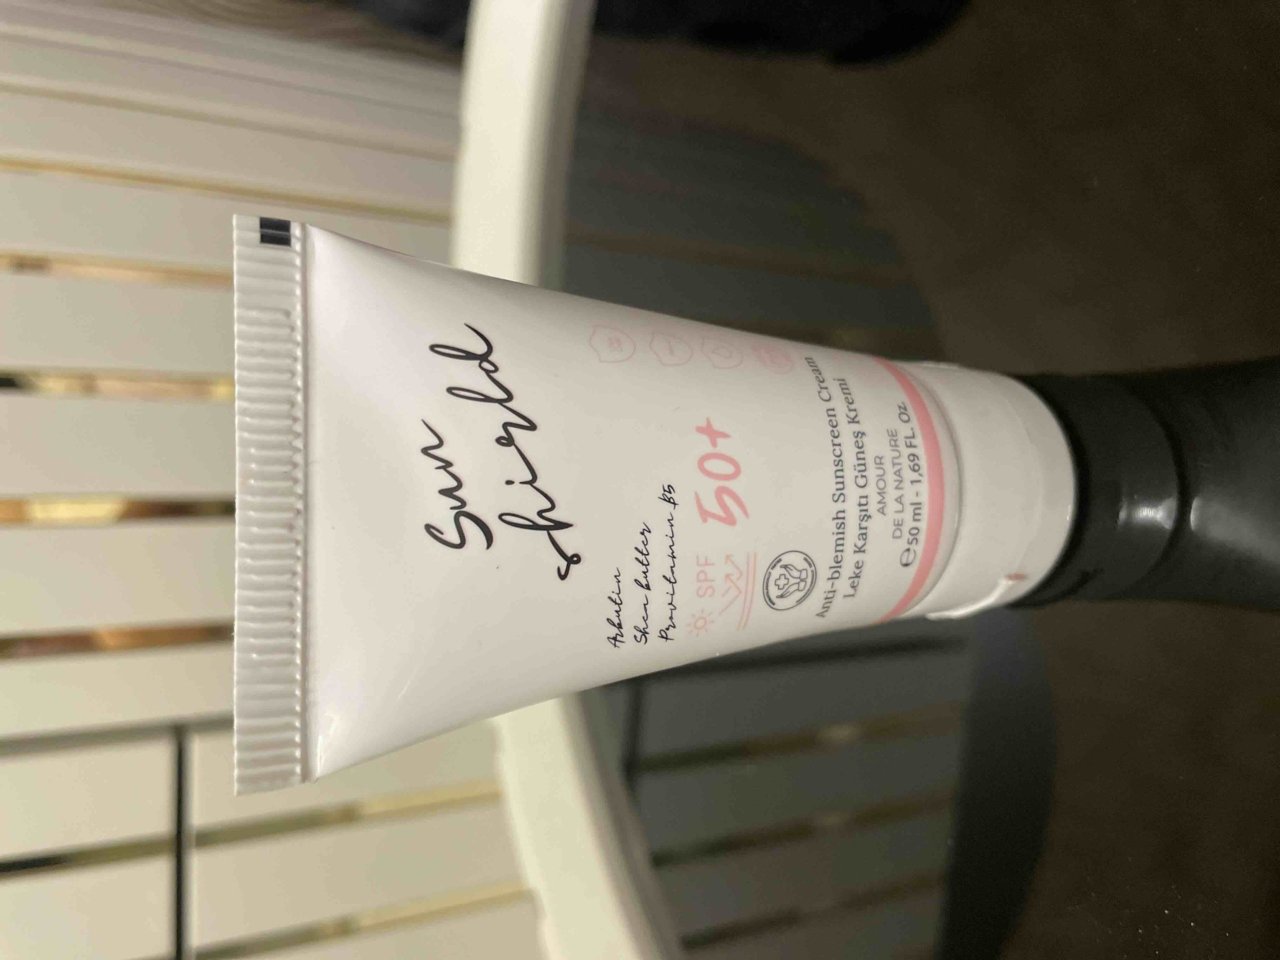 Sun
shield
Arbutin
Shea butter
Provitamin B5
SPF 50+
Anti-blemish Sunscreen Cream
Leke Karşıtı Güneş Kremi
AMOUR
DE LA NATURE
e50 ml - 1,69 FL. Oz.